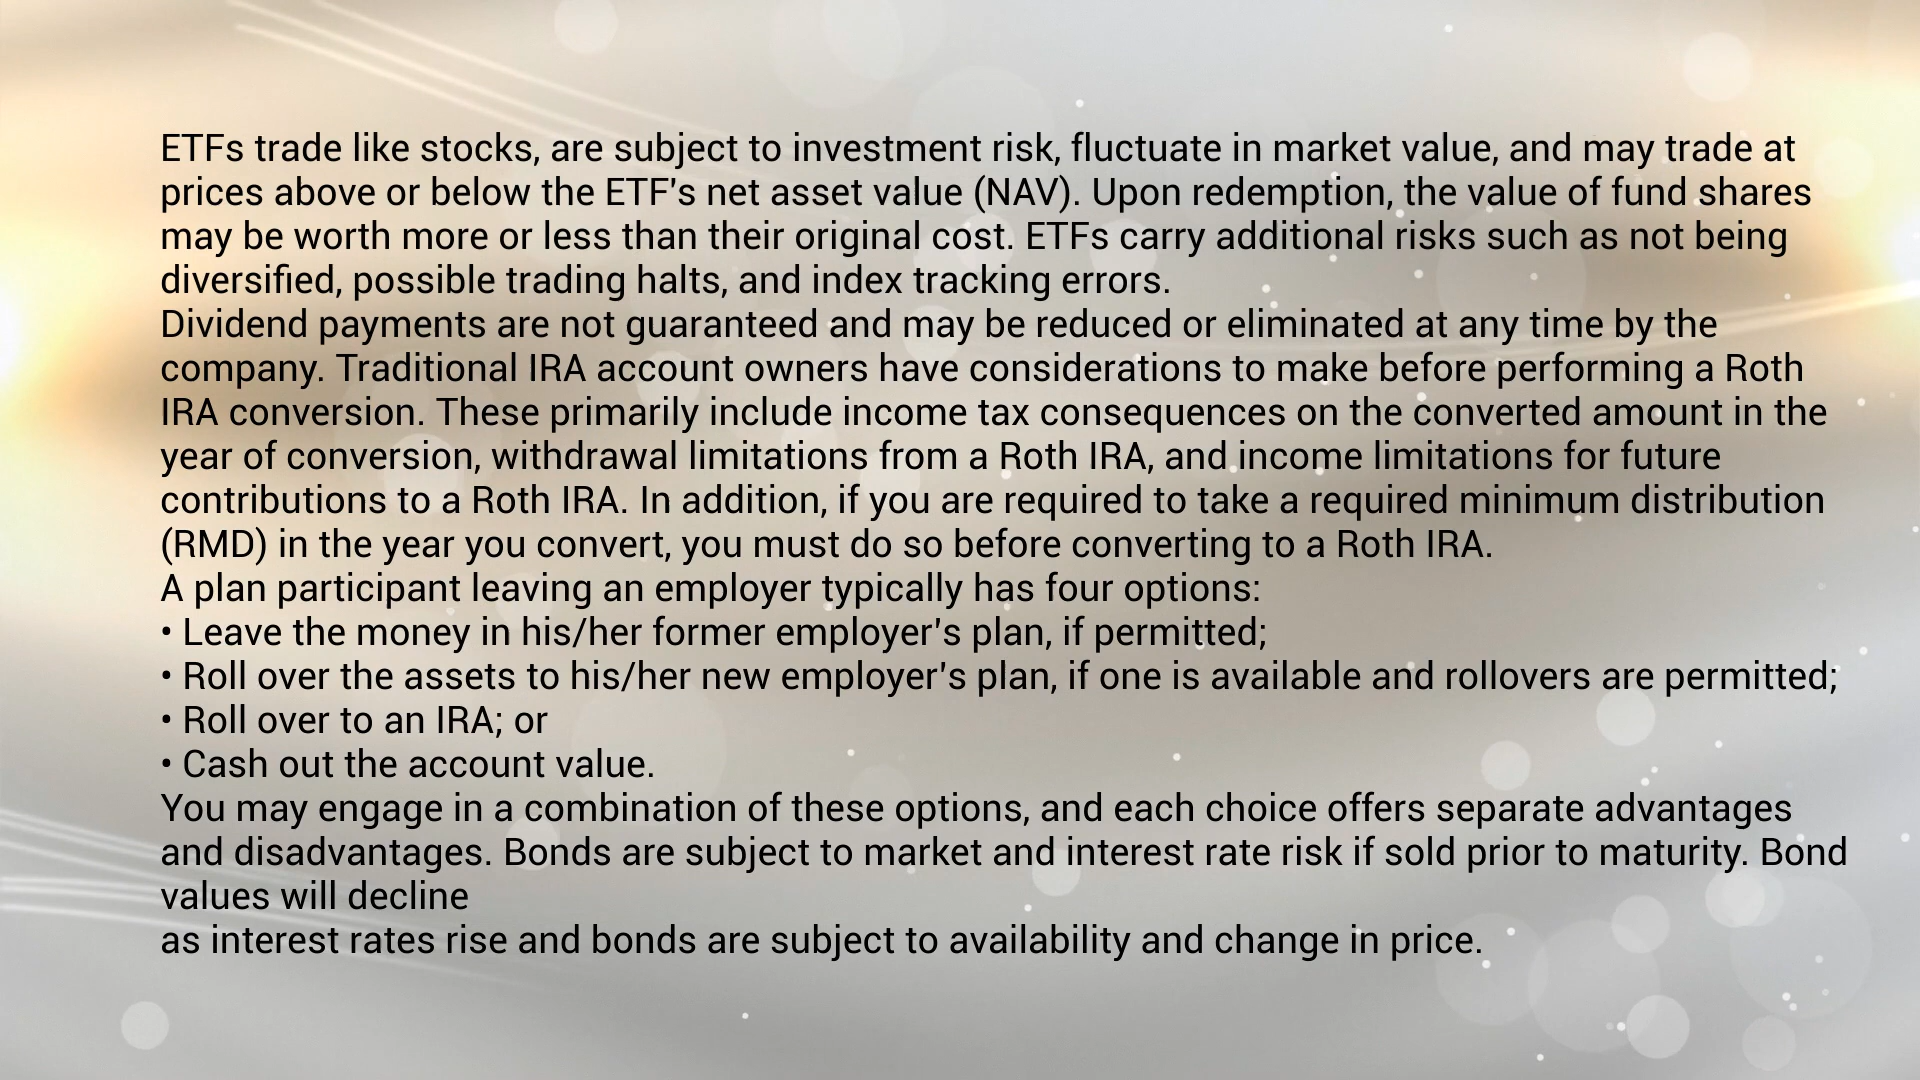 ETFs trade like stocks, are subject to investment risk, fluctuate in market value, and may trade at
prices above or below the ETF's net asset value (NAV). Upon redemption, the value of fund shares
may be worth more or less than their original cost. ETFs carry additional risks such as not being
diversified, possible trading halts, and index tracking errors.
Dividend payments are not guaranteed and may be reduced or eliminated at any time by the
company. Traditional IRA account owners have considerations to make before performing a Roth
IRA conversion. These primarily include income tax consequences on the converted amount in the
year of conversion, withdrawal limitations from a Roth IRA, and income limitations for future
contributions to a Roth IRA. In addition, if you are required to take a required minimum distribution
(RMD) in the year you convert, you must do so before converting to a Roth IRA.
A plan participant leaving an employer typically has four options:
• Leave the money in his/her former employer's plan, if permitted;
• Roll over the assets to his/her new employer's plan, if one is available and rollovers are permitted;
• Roll over to an IRA; or
• Cash out the account value.
You may engage in a combination of these options, and each choice offers separate advantages
and disadvantages. Bonds are subject to market and interest rate risk if sold prior to maturity. Bond
values will decline
as interest rates rise and bonds are subject to availability and change in price.